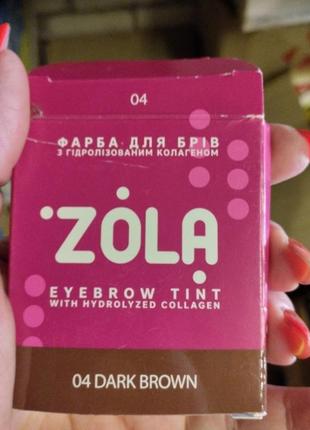 04
ФАРБА ДЛЯ БРІВ
З ГІДРОЛІЗОВАНИМ КОЛАГЕНОМ
ZOLA
EYEBROW TINT
WITH HYDROLYZED COLLAGEN
04 DARK BROWN